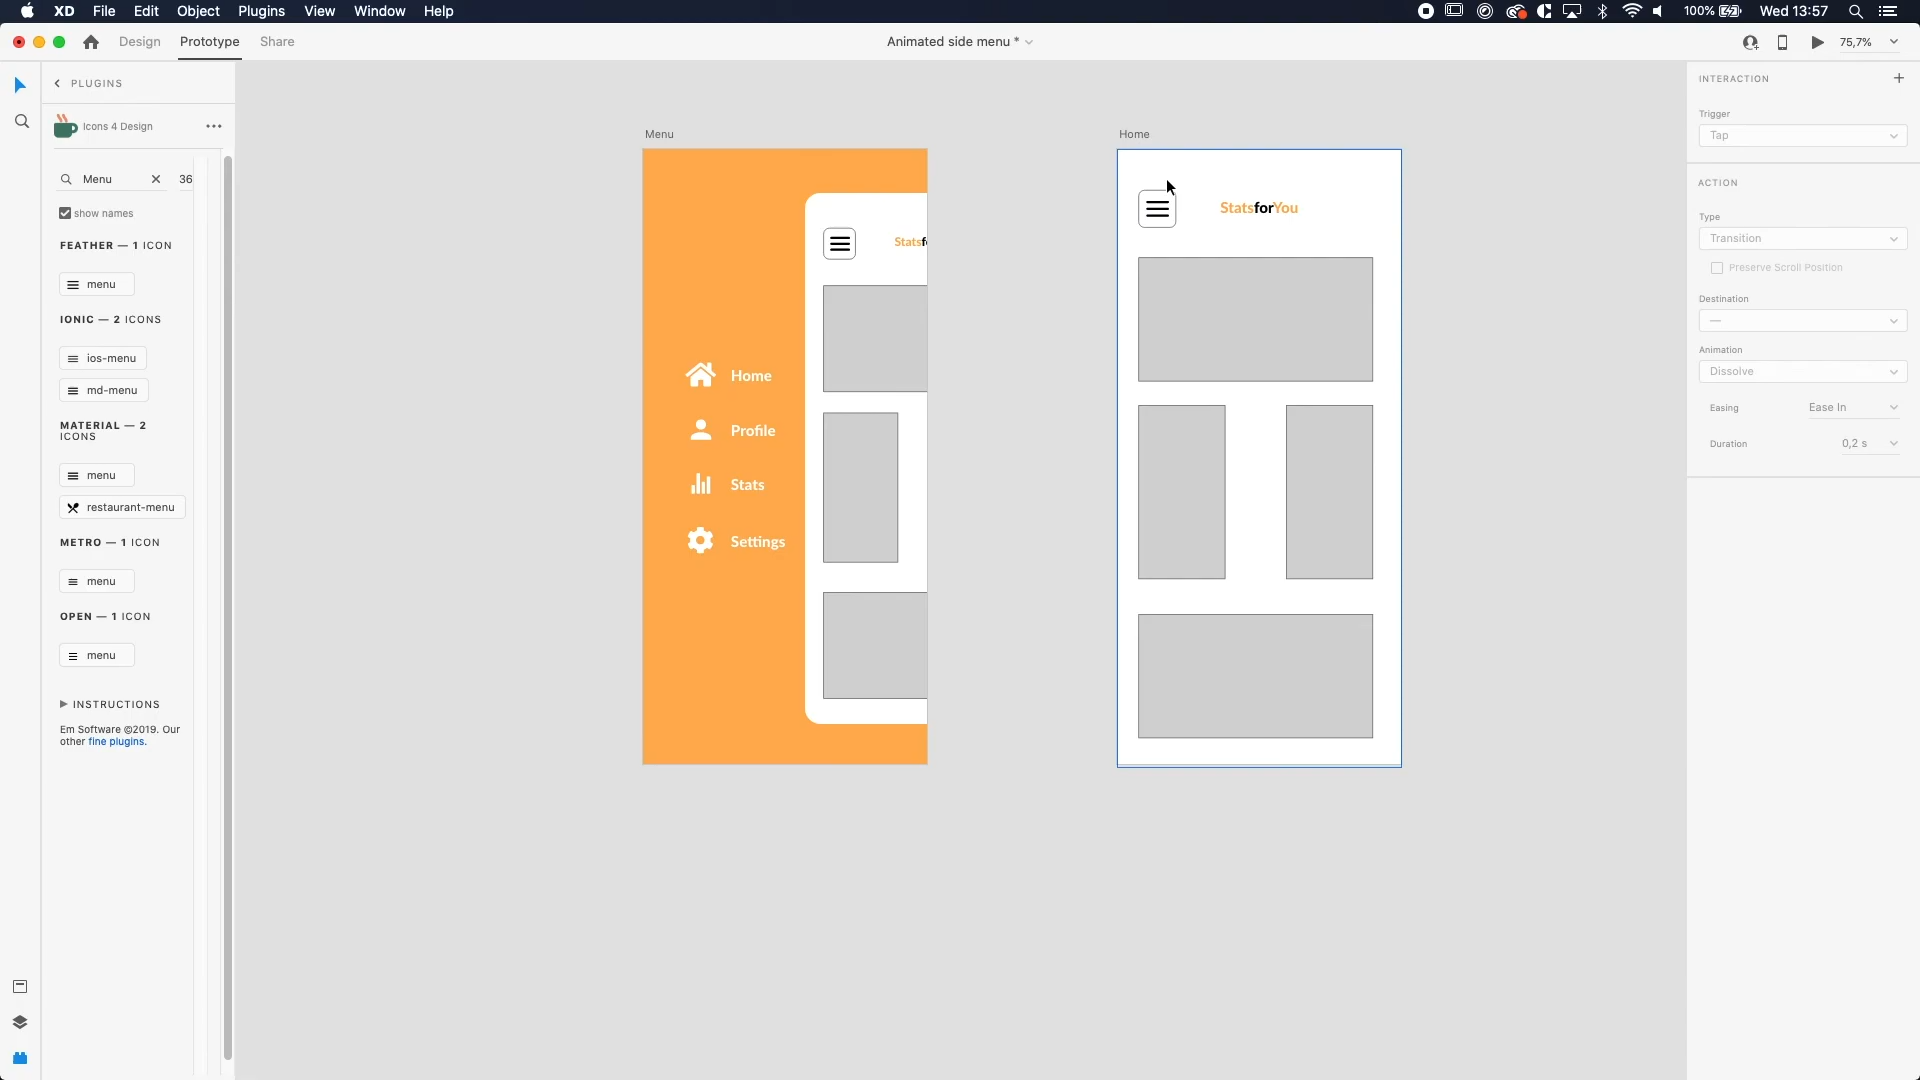 XD File Edit Object Plugins View Window Help
100% Wed 13:57
Design Prototype Share
Animated side menu *
75,7%
PLUGINS
Icons 4 Design
Menu 36
show names
FEATHER — 1 ICON
menu
IONIC — 2 ICONS
ios-menu
md-menu
MATERIAL — 2
ICONS
menu
restaurant-menu
METRO — 1 ICON
menu
OPEN — 1 ICON
menu
INSTRUCTIONS
Em Software ©2019. Our
other fine plugins.
Menu
Statsf
Home
Profile
Stats
Settings
Home
StatsforYou
INTERACTION
Trigger
Tap
ACTION
Type
Transition
Preserve Scroll Position
Destination
—
Animation
Dissolve
Easing Ease In
Duration 0,2 s